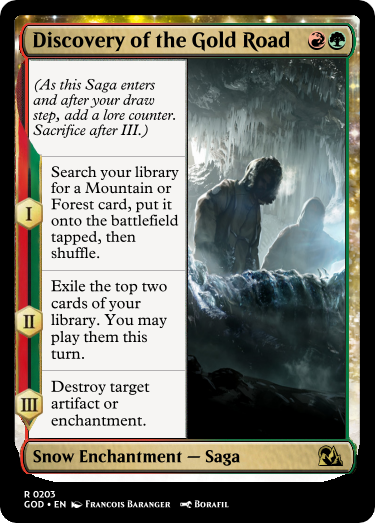 Discovery of the Gold Road
(As this Saga enters
and after your draw
step, add a lore counter.
Sacrifice after III.)
I
Search your library
for a Mountain or
Forest card, put it
onto the battlefield
tapped, then
shuffle.
II
Exile the top two
cards of your
library. You may
play them this
turn.
III
Destroy target
artifact or
enchantment.
Snow Enchantment — Saga
R 0203
GOD • EN Francois Baranger Borafil